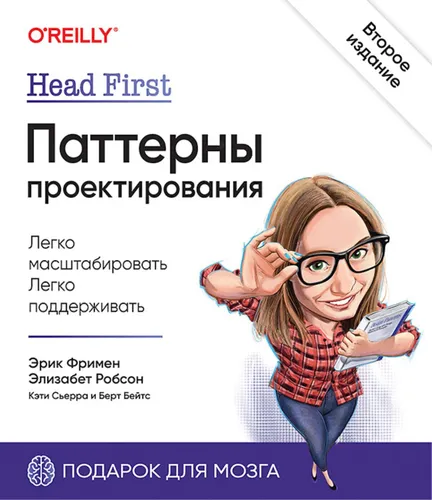 O'REILLY®
Второе
издание
Head First
Паттерны
проектирования
Легко
масштабировать
Легко
поддерживать
Эрик Фримен
Элизабет Робсон
Кэти Сьерра и Берт Бейтс
ПОДАРОК ДЛЯ МОЗГА